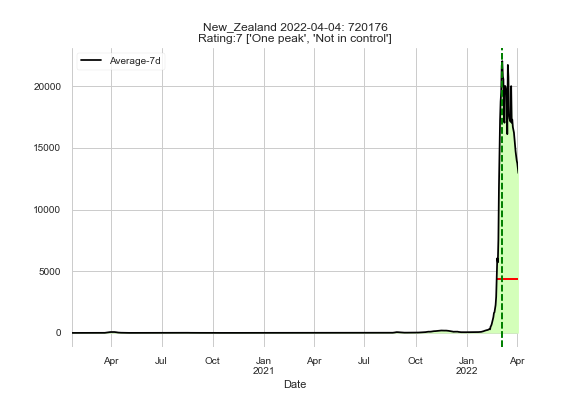 New_Zealand 2022-04-04: 720176
Rating:7 ['One peak', 'Not in control']
Average-7d
20000
15000
10000
5000
0
Apr Jul Oct Jan Apr Jul Oct Jan Apr
2021 2022
Date